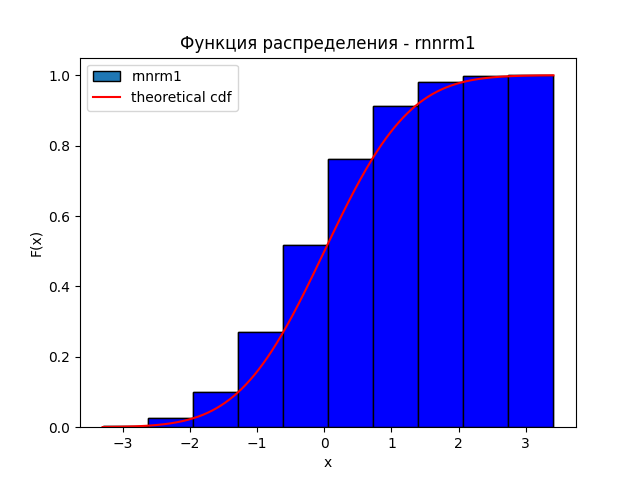 Функция распределения - rnnrm1
rnnrm1
theoretical cdf
F(x)
1.0
0.8
0.6
0.4
0.2
0.0
−3 −2 −1 0 1 2 3
x